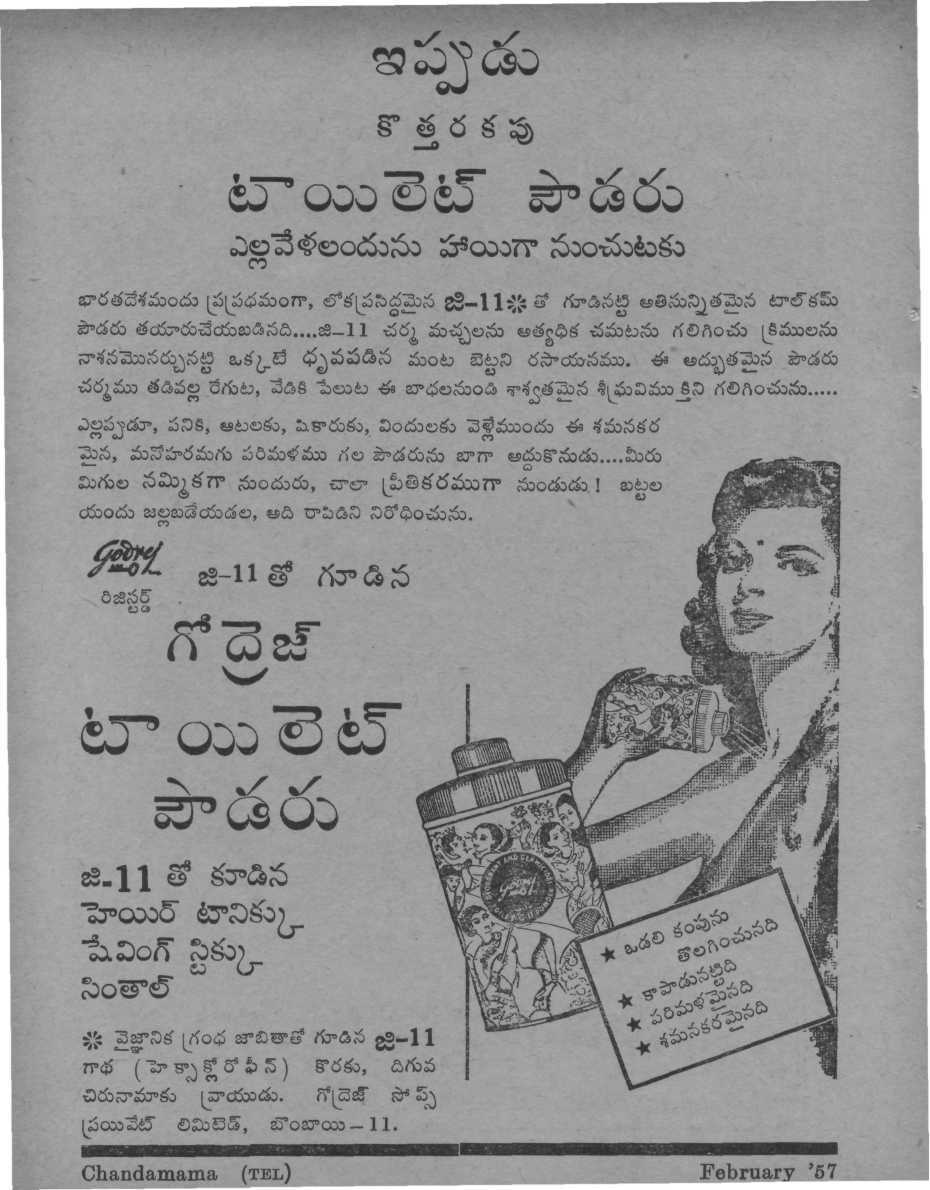 ఇప్పుడు
కొత్తరకపు
టాయిలెట్ పౌడరు
ఎల్లవేళలందును హాయిగా నుంచుటకు
భారతదేశమందు ప్రప్రథమంగా, లోకప్రసిద్ధమైన జి-11❋ తో గూడినట్టి అతిసున్నితమైన టాల్‌కమ్
పౌడరు తయారుచేయబడినది....జి-11 చర్మ మచ్చలను అత్యధిక చమటను గలిగించు క్రిములను
నాశనమొనర్చునట్టి ఒక్కటే ధృవపడిన మంట బెట్టని రసాయనము. ఈ అద్భుతమైన పౌడరు
చర్మము తడివల్ల రేగుట, వేడికి పేలుట ఈ బాధలనుండి శాశ్వతమైన శీఘ్రవిముక్తిని గలిగించును.....
ఎల్లప్పుడూ, పనికి, ఆటలకు, షికారుకు, విందులకు వెళ్లేముందు ఈ శమనకర
మైన, మనోహరమగు పరిమళము గల పౌడరును బాగా అద్దుకొనుడు....మీరు
మిగుల నమ్మికగా నుందురు, చాలా ప్రీతికరముగా నుండుడు! బట్టల
యందు జల్లబడేయడల, అది రాపిడిని నిరోధించును.
Godrej
రిజిస్టర్డ్
జి-11 తో గూడిన
గోద్రెజ్
టాయిలెట్
పౌడరు
జి-11 తో కూడిన
హెయిర్ టానిక్కు
షేవింగ్ స్టిక్కు
సింతాల్
★ ఒడలి కంపును
తొలగించునది
★ కాపాడునట్టిది
★ పరిమళమైనది
★ శమనకరమైనది
❋ వైజ్ఞానిక గ్రంధ జాబితాతో గూడిన జి-11
గాథ (హెక్సాక్లోరోఫీన్) కొరకు, దిగువ
చిరునామాకు వ్రాయుడు. గోద్రెజ్ సోప్స్
ప్రయివేట్ లిమిటెడ్, బొంబాయి-11.
Chandamama (TEL) February '57